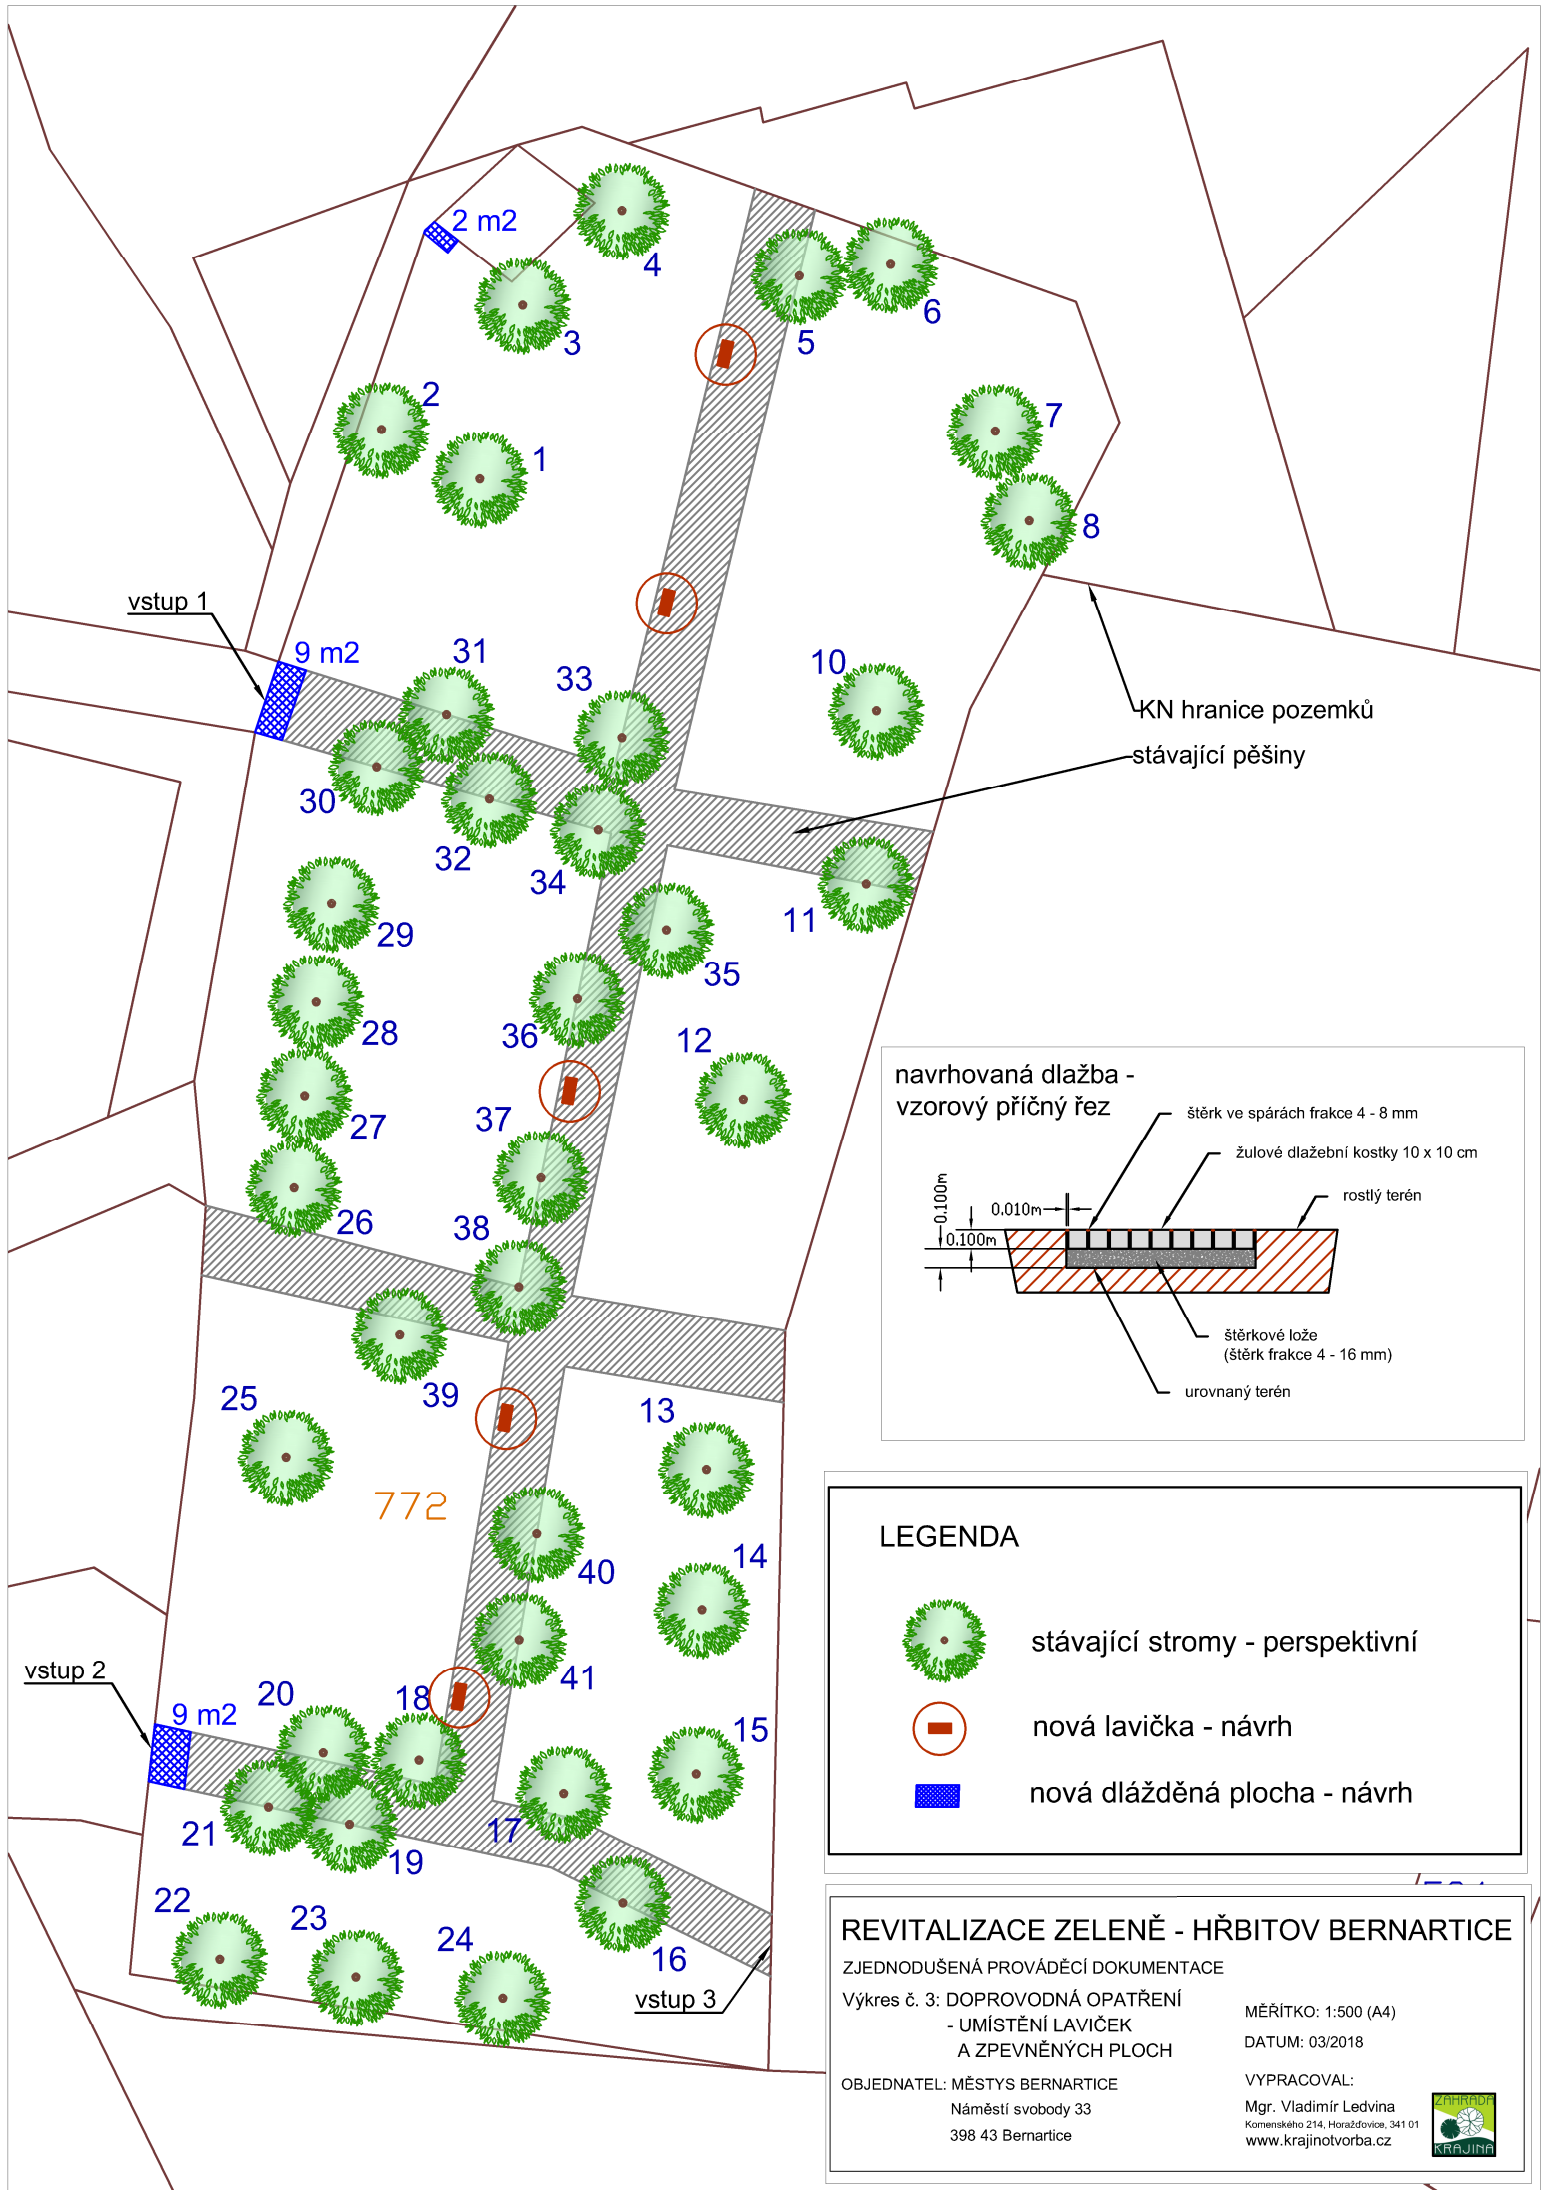 2 m2
4
5
6
3
2
1
7
8
vstup 1
9 m2
31
33
10
KN hranice pozemků
stávající pěšiny
30
32
34
11
29
35
28
36
12
37
27
26
38
navrhovaná dlažba -
vzorový příčný řez
štěrk ve spárách frakce 4 - 8 mm
žulové dlažební kostky 10 x 10 cm
rostlý terén
0.010m
0.100m
0.100m
štěrkové lože
(štěrk frakce 4 - 16 mm)
urovnaný terén
25
39
13
772
40
14
41
vstup 2
9 m2
20
18
15
21
19
17
22
23
24
16
vstup 3
LEGENDA
stávající stromy - perspektivní
nová lavička - návrh
nová dlážděná plocha - návrh
REVITALIZACE ZELENĚ - HŘBITOV BERNARTICE
ZJEDNODUŠENÁ PROVÁDĚCÍ DOKUMENTACE
Výkres č. 3: DOPROVODNÁ OPATŘENÍ
- UMÍSTĚNÍ LAVIČEK
A ZPEVNĚNÝCH PLOCH
MĚŘÍTKO: 1:500 (A4)
DATUM: 03/2018
OBJEDNATEL: MĚSTYS BERNARTICE
Náměstí svobody 33
398 43 Bernartice
VYPRACOVAL:
Mgr. Vladimír Ledvina
Komenského 214, Horažďovice, 341 01
www.krajinotvorba.cz
ZAHRADA
KRAJINA